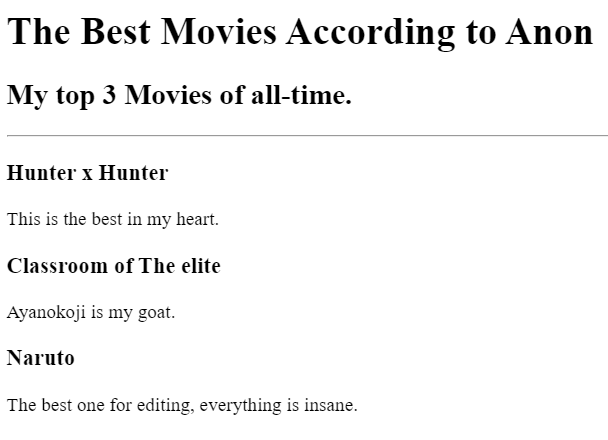 The Best Movies According to Anon
My top 3 Movies of all-time.
Hunter x Hunter
This is the best in my heart.
Classroom of The elite
Ayanokoji is my goat.
Naruto
The best one for editing, everything is insane.